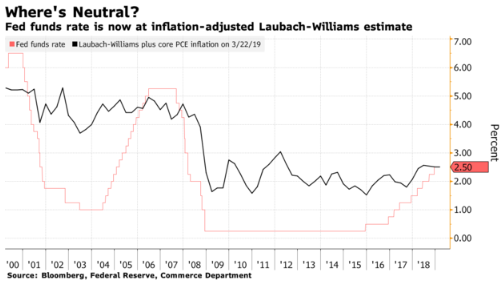 Where's Neutral?
Fed funds rate is now at inflation-adjusted Laubach-Williams estimate
Fed funds rate Laubach-Williams plus core PCE inflation on 3/22/19
7.00
6.00
5.00
4.00
3.00
2.50
2.00
1.00
0.00
Percent
'00 '01 '02 '03 '04 '05 '06 '07 '08 '09 '10 '11 '12 '13 '14 '15 '16 '17 '18
Source: Bloomberg, Federal Reserve, Commerce Department